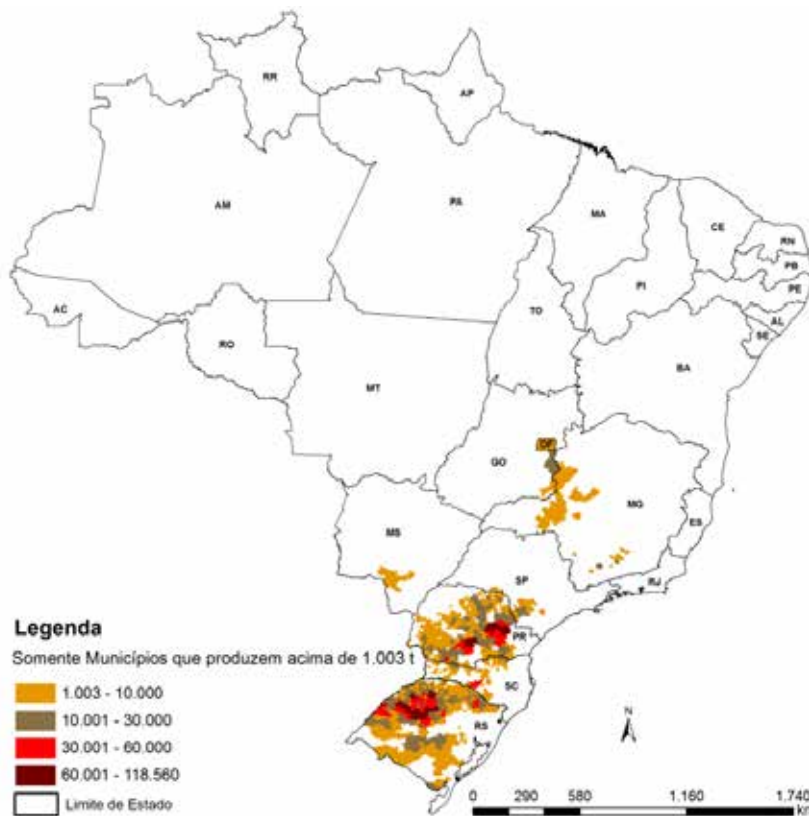 RR
AP
AM
PA
MA
CE
RN
PB
PE
PI
AL
SE
AC
TO
RO
BA
MT
DF
GO
MG
ES
MS
SP
RJ
PR
SC
RS
N
Legenda
Somente Municípios que produzem acima de 1.003 t
1.003 - 10.000
10.001 - 30.000
30.001 - 60.000
60.001 - 118.560
Limite de Estado
0 290 580 1.160 1.740
km